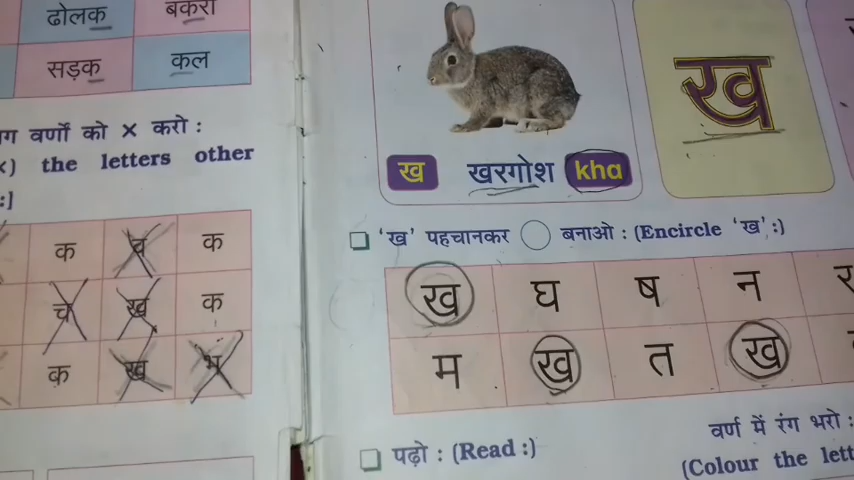 ढोलक बकरा
सड़क कल
ग वर्णों को × करो :
×) the letters other
:]
क ब क
च ख क
क ख भ
ख खरगोश kha
ख
'ख' पहचानकर बनाओ : (Encircle 'ख' :)
ख घ ष न
म ख त ख
पढ़ो : (Read :)
वर्ण में रंग भरो :
(Colour the lett